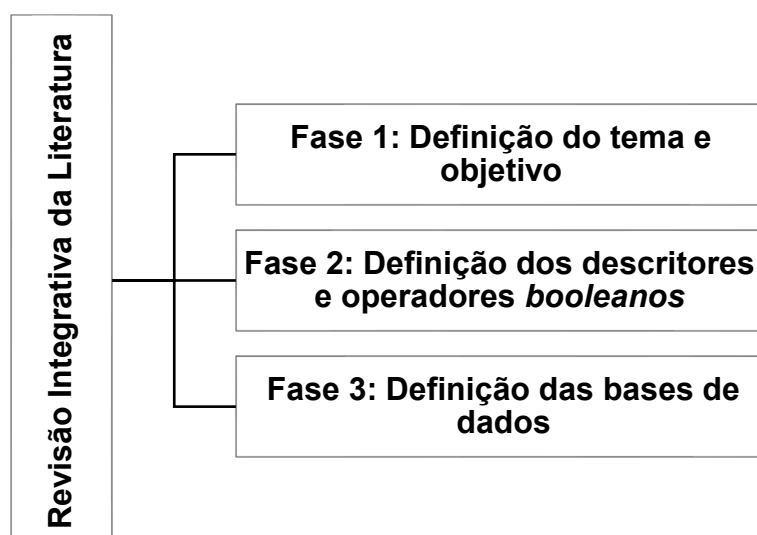 Revisão Integrativa da Literatura
Fase 1: Definição do tema e
objetivo
Fase 2: Definição dos descritores
e operadores booleanos
Fase 3: Definição das bases de
dados